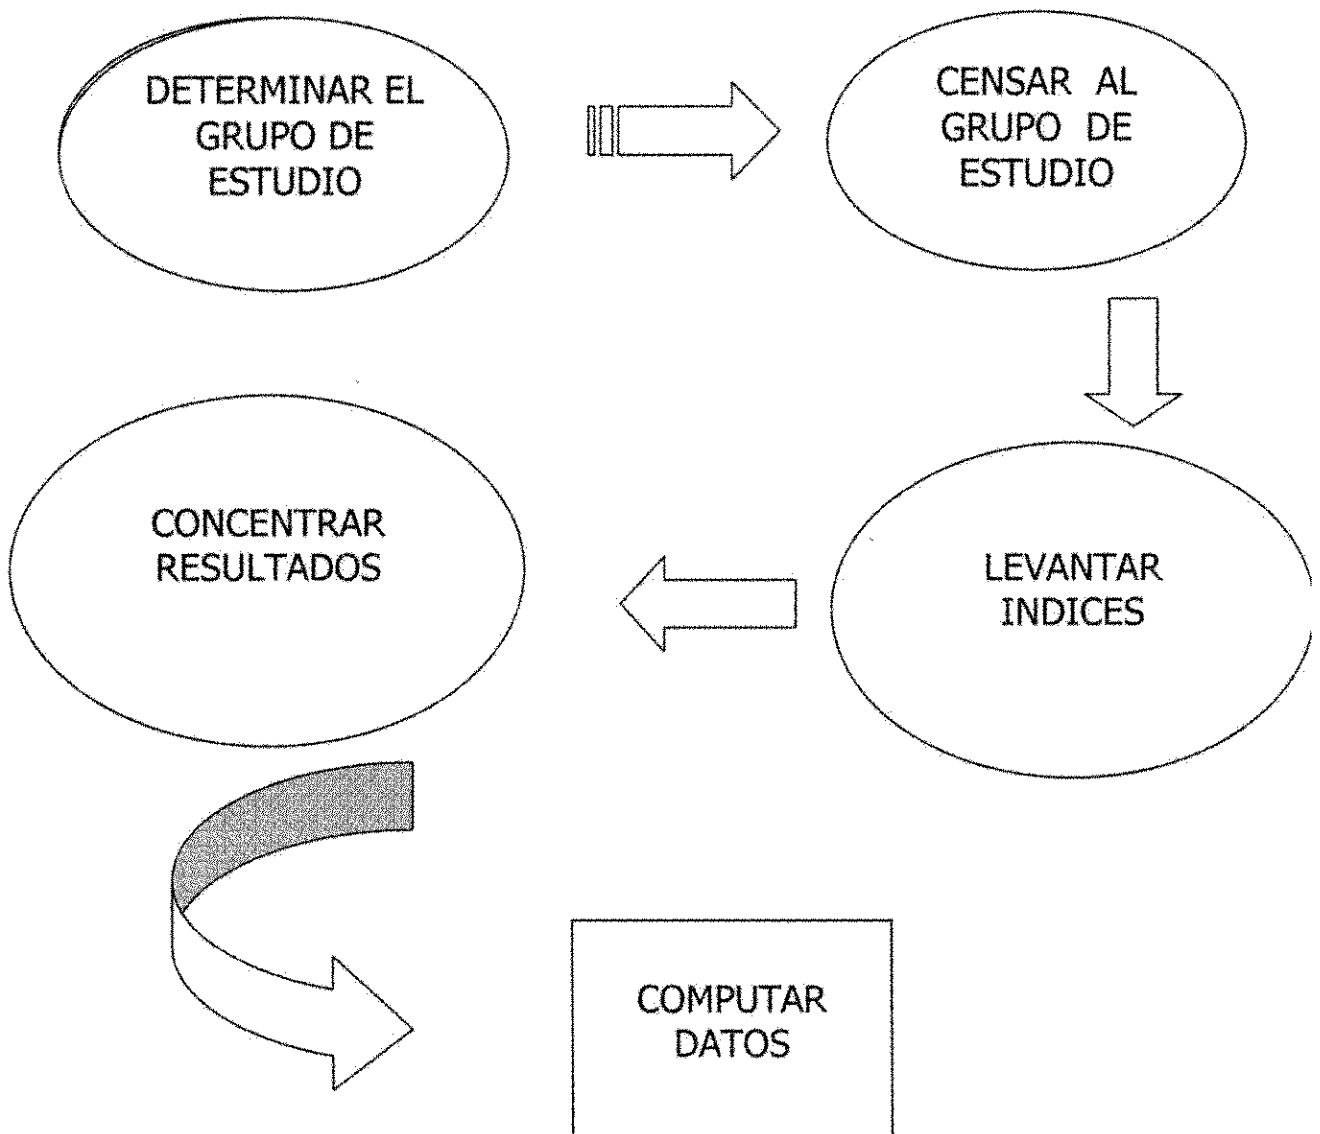 DETERMINAR EL
GRUPO DE
ESTUDIO
CENSAR AL
GRUPO DE
ESTUDIO
LEVANTAR
INDICES
CONCENTRAR
RESULTADOS
COMPUTAR
DATOS